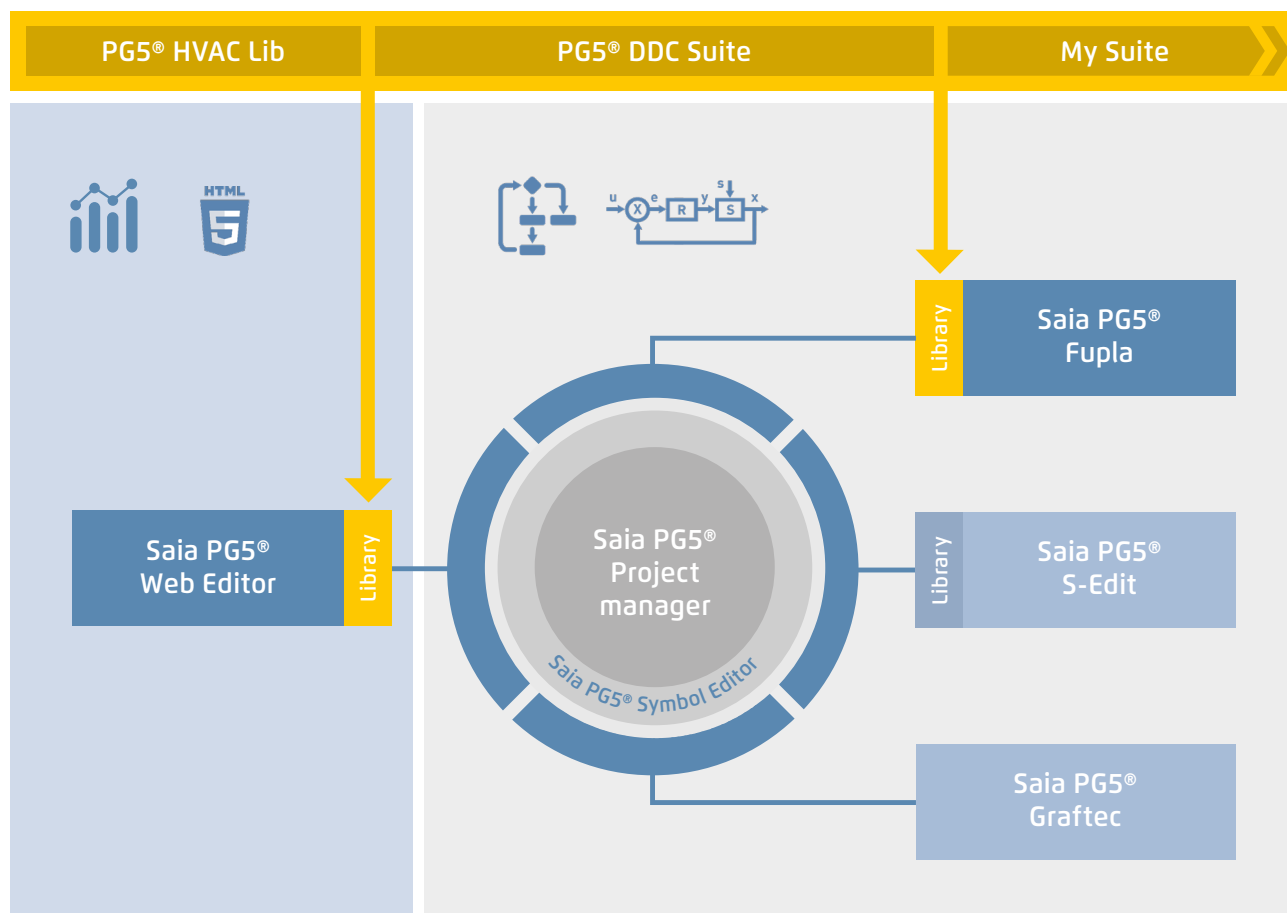 PG5® HVAC Lib
PG5® DDC Suite
My Suite
HTML
5
u
e
y
s
x
X
R
S
Library
Saia PG5®
Fupla
Saia PG5®
Web Editor
Library
Saia PG5®
Project
manager
Saia PG5® Symbol Editor
Library
Saia PG5®
S-Edit
Saia PG5®
Graftec